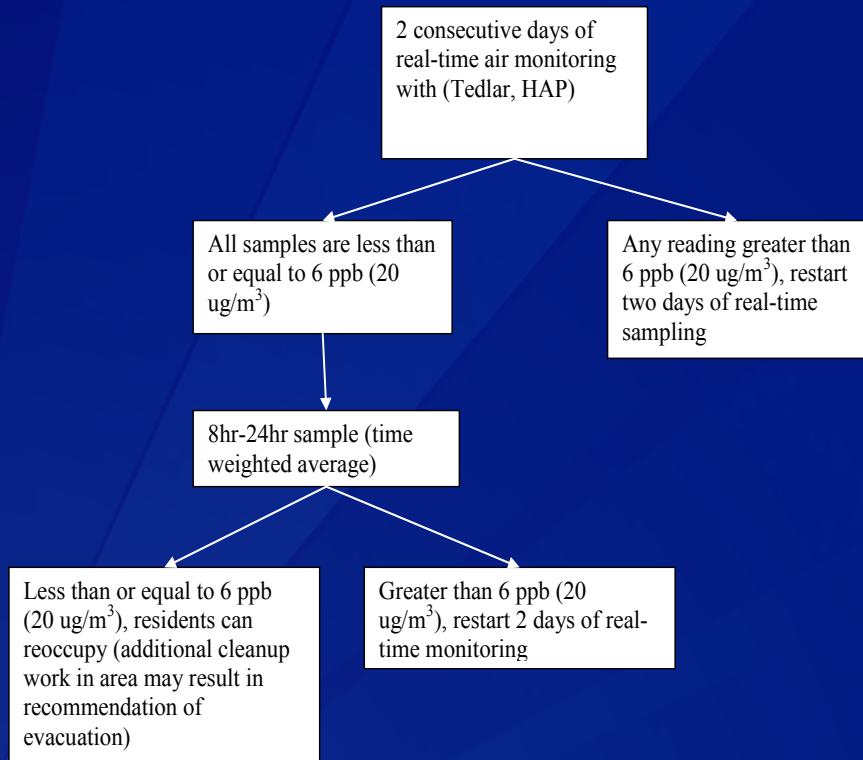 2 consecutive days of
real-time air monitoring
with (Tedlar, HAP)
All samples are less than
or equal to 6 ppb (20
ug/m³)
Any reading greater than
6 ppb (20 ug/m³), restart
two days of real-time
sampling
8hr-24hr sample (time
weighted average)
Less than or equal to 6 ppb
(20 ug/m³), residents can
reoccupy (additional cleanup
work in area may result in
recommendation of
evacuation)
Greater than 6 ppb (20
ug/m³), restart 2 days of real-
time monitoring